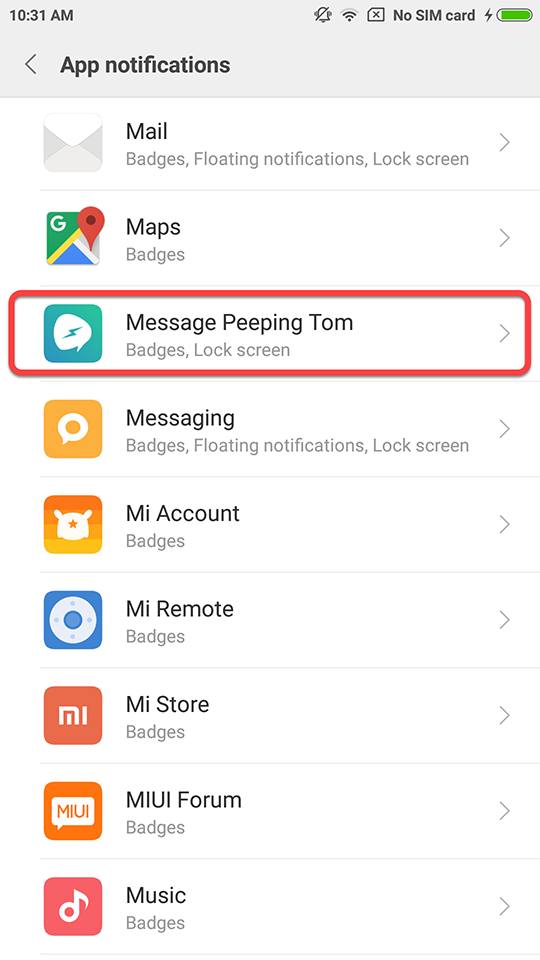 10:31 AM No SIM card
App notifications
Mail
Badges, Floating notifications, Lock screen
G
Maps
Badges
Message Peeping Tom
Badges, Lock screen
Messaging
Badges, Floating notifications, Lock screen
Mi Account
Badges
Mi Remote
Badges
mi
Mi Store
Badges
MIUI
MIUI Forum
Badges
Music
Badges